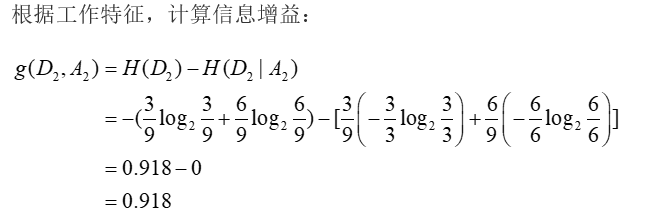 根据工作特征，计算信息增益：
g(D₂, A₂) = H(D₂) − H(D₂ | A₂)
= −(3/9 log₂ 3/9 + 6/9 log₂ 6/9) − [3/9(−3/3 log₂ 3/3) + 6/9(−6/6 log₂ 6/6)]
= 0.918 − 0
= 0.918